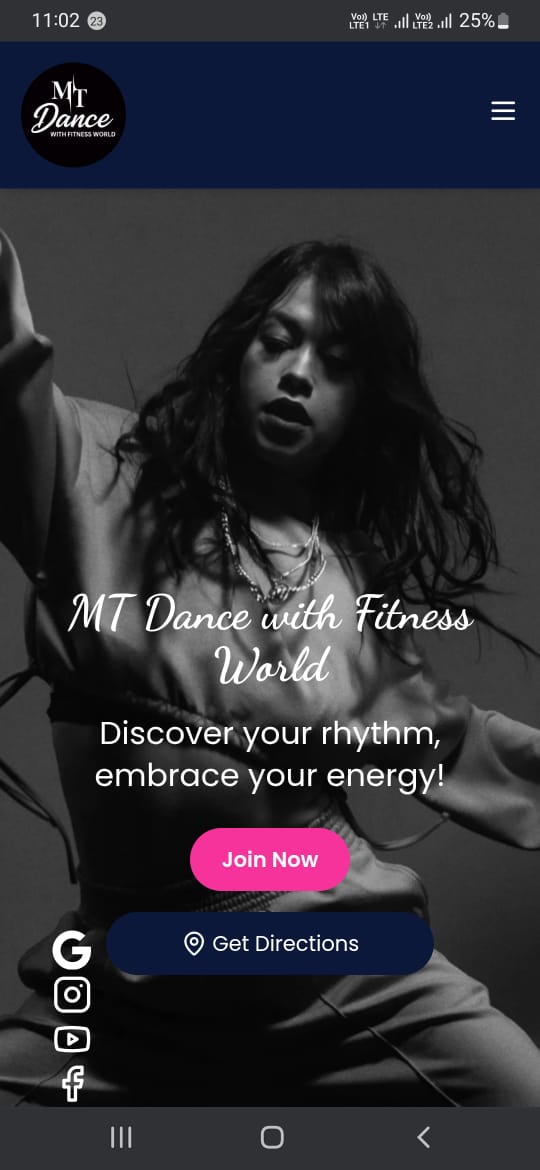 11:02 23 Vo) LTE1 LTE Vo) LTE2 25%
MT
Dance
WITH FITNESS WORLD
MT Dance with Fitness
World
Discover your rhythm,
embrace your energy!
Join Now
Get Directions